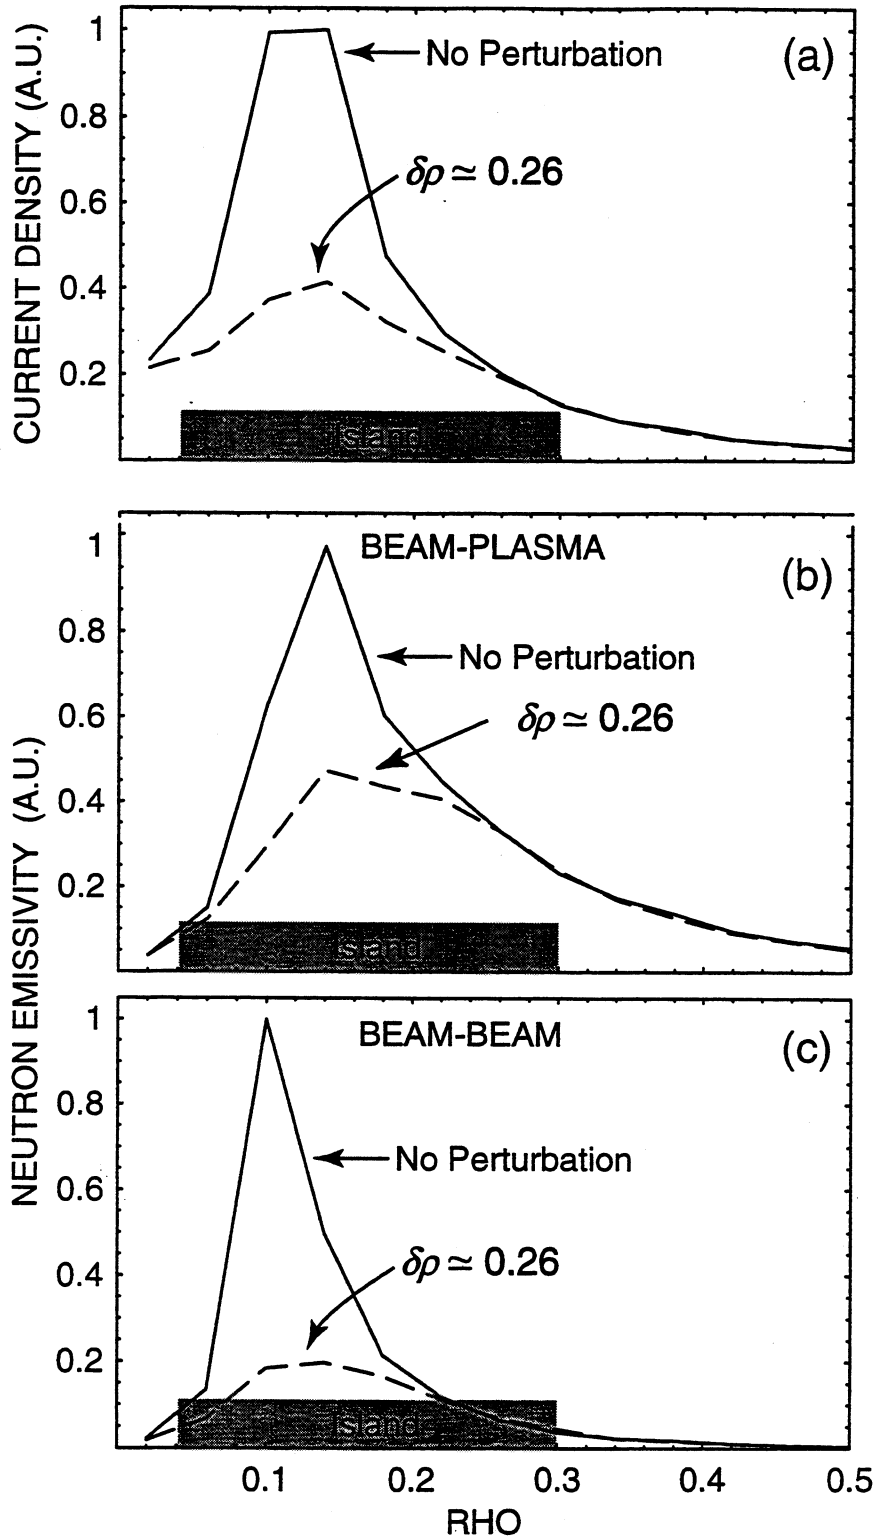 CURRENT DENSITY (A.U.)
1
0.8
0.6
0.4
0.2
No Perturbation
(a)
δρ ≃ 0.26
Island
NEUTRON EMISSIVITY (A.U.)
1
0.8
0.6
0.4
0.2
BEAM-PLASMA
(b)
No Perturbation
δρ ≃ 0.26
Island
1
0.8
0.6
0.4
0.2
BEAM-BEAM
(c)
No Perturbation
δρ ≃ 0.26
Island
0.1 0.2 0.3 0.4 0.5
RHO